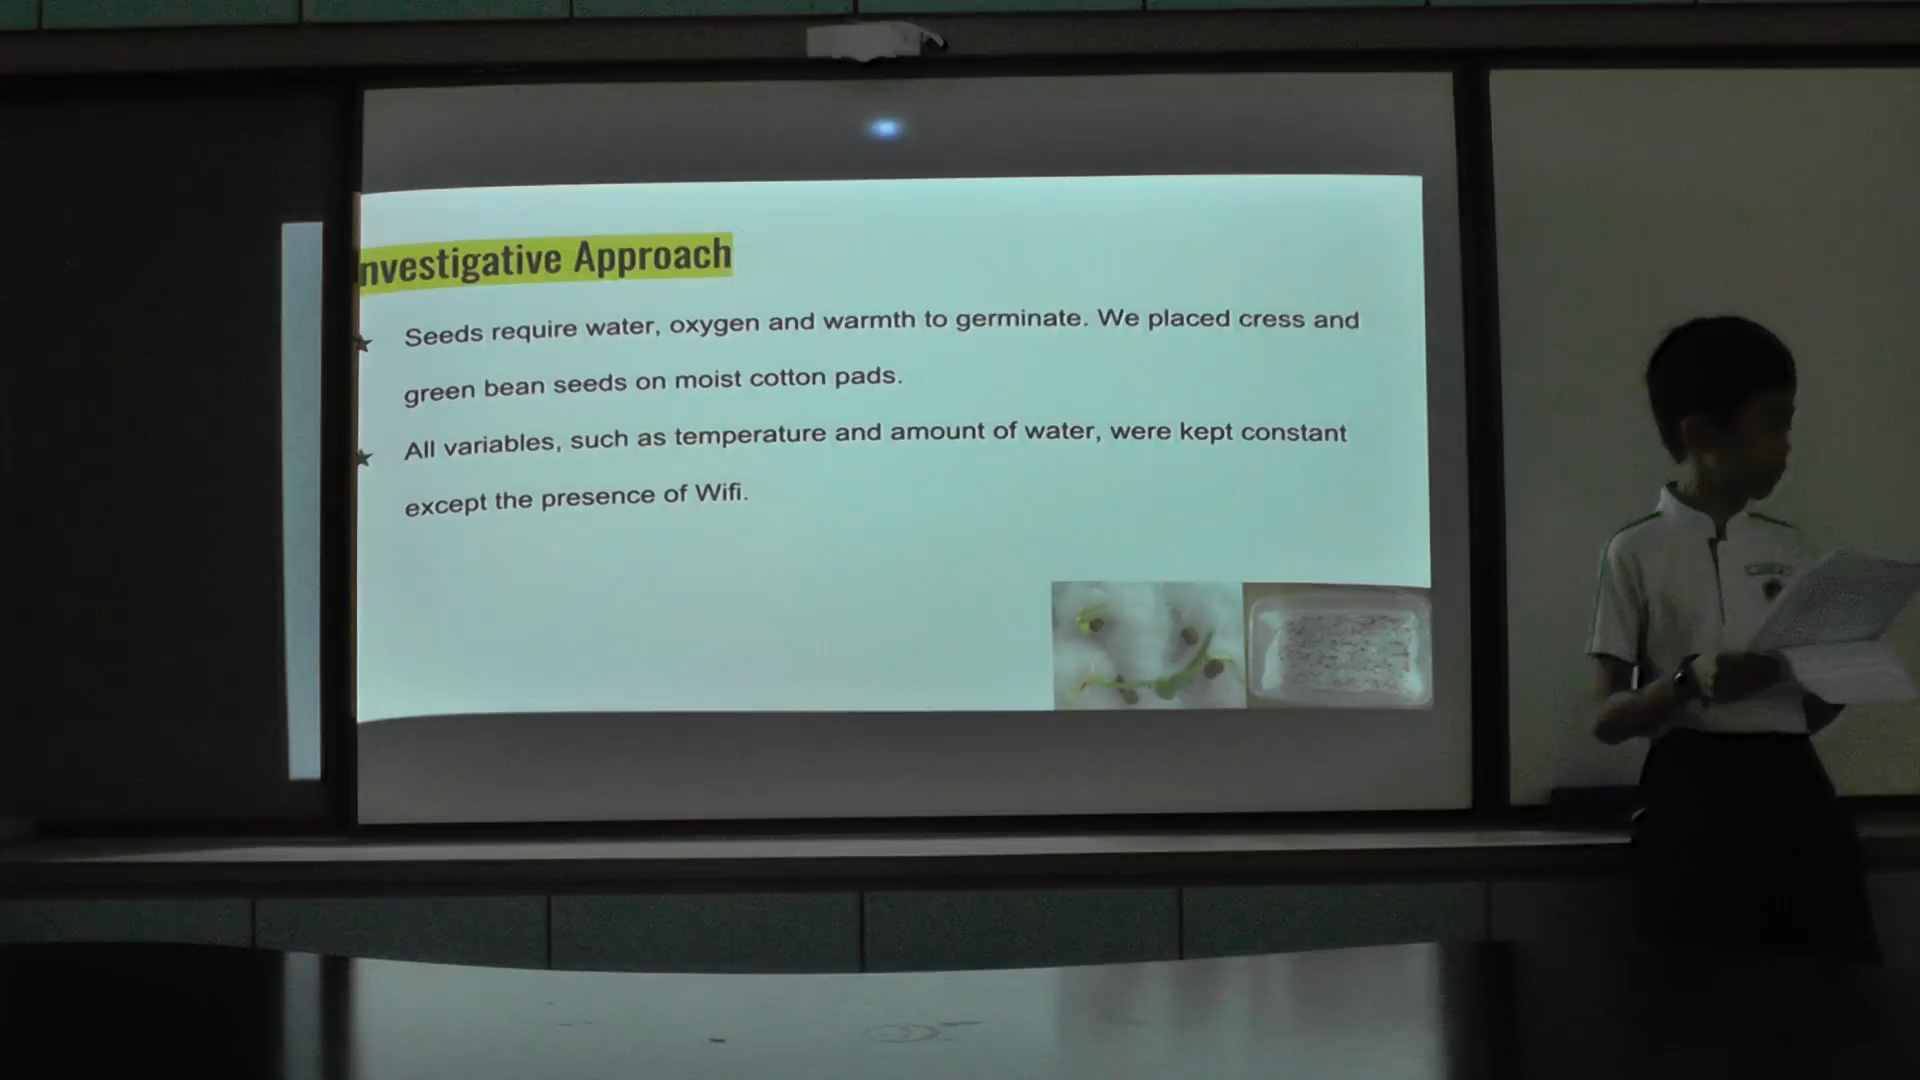 nvestigative Approach
★ Seeds require water, oxygen and warmth to germinate. We placed cress and
green bean seeds on moist cotton pads.
★ All variables, such as temperature and amount of water, were kept constant
except the presence of Wifi.